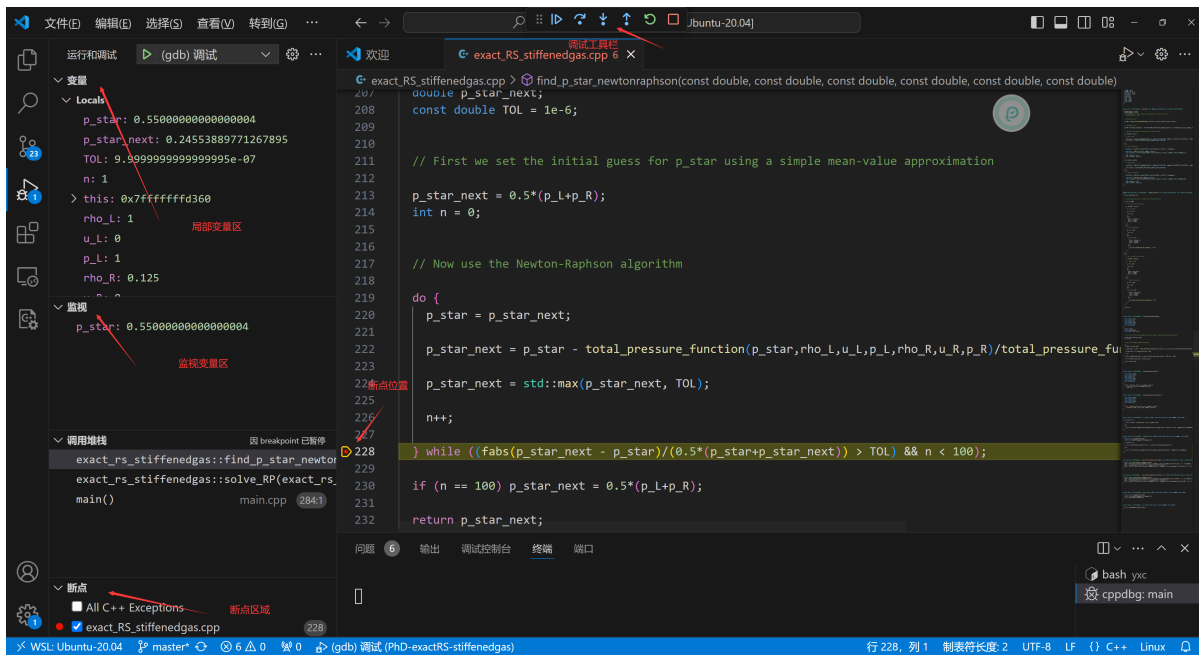 文件(F) 编辑(E) 选择(S) 查看(V) 转到(G) ··· Jbuntu-20.04]
调试工具栏
运行和调试 (gdb) 调试 ···
欢迎 exact_RS_stiffenedgas.cpp 6
exact_RS_stiffenedgas.cpp > find_p_star_newtonraphson(const double, const double, const double, const double, const double, const double)
变量
Locals
p_star: 0.55000000000000004
p_star_next: 0.24553889771267895
TOL: 9.9999999999999995e-07
n: 1
this: 0x7fffffffd360
rho_L: 1
u_L: 0
p_L: 1
rho_R: 0.125
局部变量区
监视
p_star: 0.55000000000000004
监视变量区
调用堆栈 因 breakpoint 已暂停
exact_rs_stiffenedgas::find_p_star_newton
exact_rs_stiffenedgas::solve_RP(exact_rs_
main() main.cpp 284:1
断点
All C++ Exceptions
断点区域
exact_RS_stiffenedgas.cpp 228
207 double p_star_next;
208 const double TOL = 1e-6;
209
210
211 // First we set the initial guess for p_star using a simple mean-value approximation
212
213 p_star_next = 0.5*(p_L+p_R);
214 int n = 0;
215
216
217 // Now use the Newton-Raphson algorithm
218
219 do {
220 p_star = p_star_next;
221
222 p_star_next = p_star - total_pressure_function(p_star,rho_L,u_L,p_L,rho_R,u_R,p_R)/total_pressure_fu
223
224 p_star_next = std::max(p_star_next, TOL);
断点位置
225
226 n++;
227
228 } while ((fabs(p_star_next - p_star)/(0.5*(p_star+p_star_next)) > TOL) && n < 100);
229
230 if (n == 100) p_star_next = 0.5*(p_L+p_R);
231
232 return p_star_next;
问题 6 输出 调试控制台 终端 端口
bash yxc
cppdbg: main
23
1
1
WSL: Ubuntu-20.04 master* 6 0 0 (gdb) 调试 (PhD-exactRS-stiffenedgas) 行 228, 列 1 制表符长度: 2 UTF-8 LF {} C++ Linux